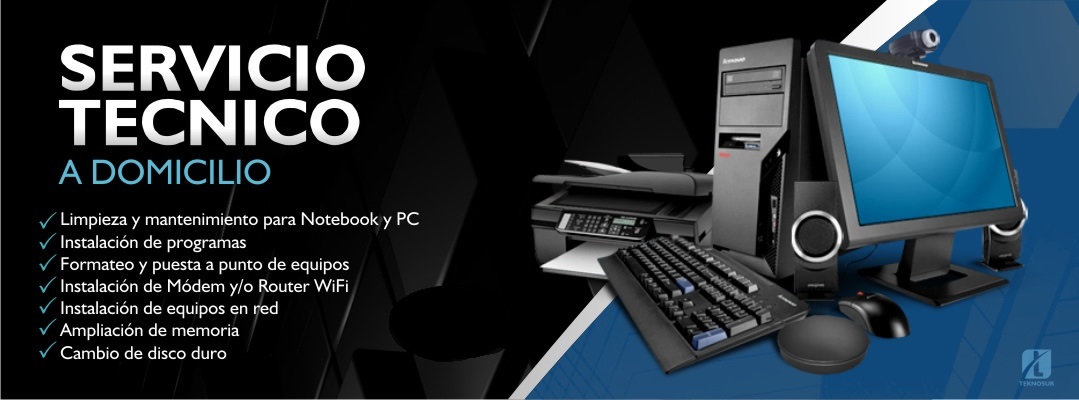 SERVICIO
TECNICO
A DOMICILIO
Limpieza y mantenimiento para Notebook y PC
Instalación de programas
Formateo y puesta a punto de equipos
Instalación de Módem y/o Router WiFi
Instalación de equipos en red
Ampliación de memoria
Cambio de disco duro
lenovo
TEKNOSUR